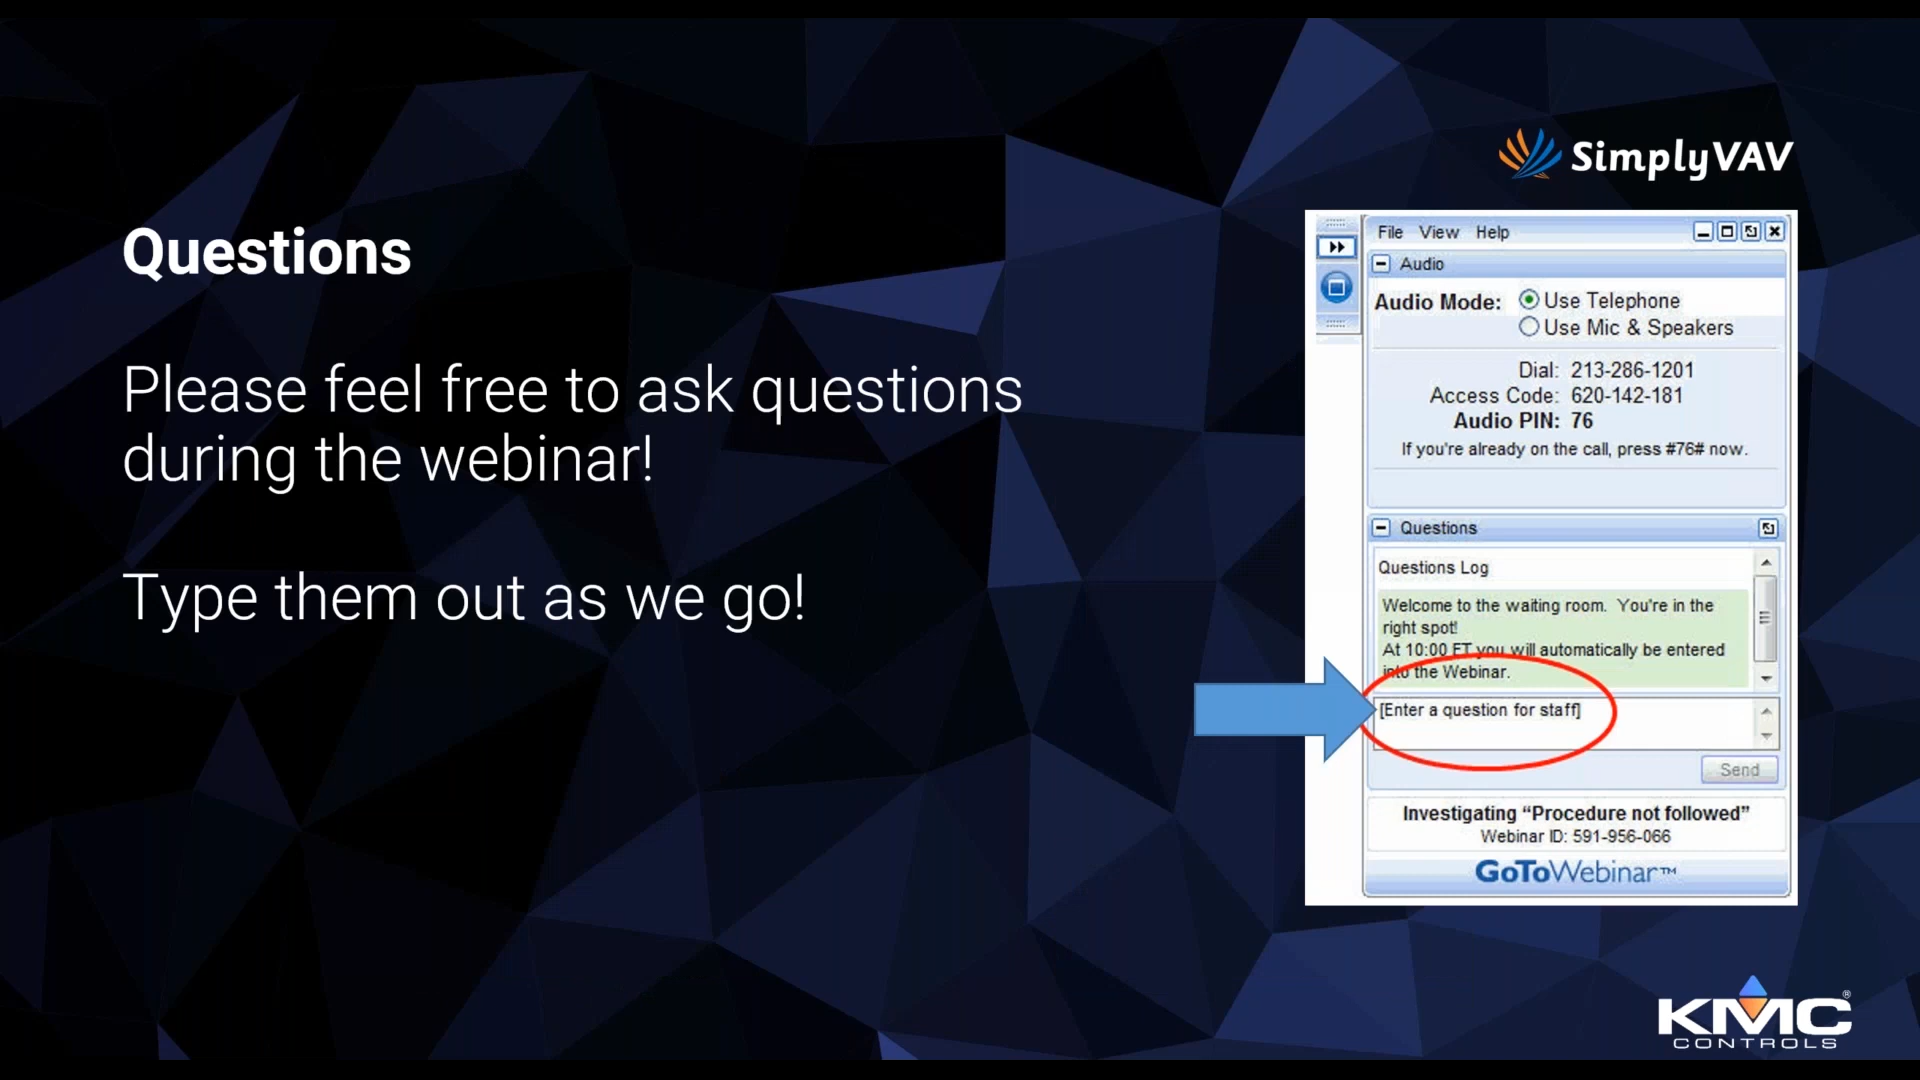 SimplyVAV
Questions
Please feel free to ask questions
during the webinar!
Type them out as we go!
File View Help
Audio
Audio Mode: Use Telephone
Use Mic & Speakers
Dial: 213-286-1201
Access Code: 620-142-181
Audio PIN: 76
If you're already on the call, press #76# now.
Questions
Questions Log
Welcome to the waiting room. You're in the
right spot!
At 10:00 ET you will automatically be entered
into the Webinar.
[Enter a question for staff]
Send
Investigating “Procedure not followed”
Webinar ID: 591-956-066
GoToWebinar™
KMC®
CONTROLS